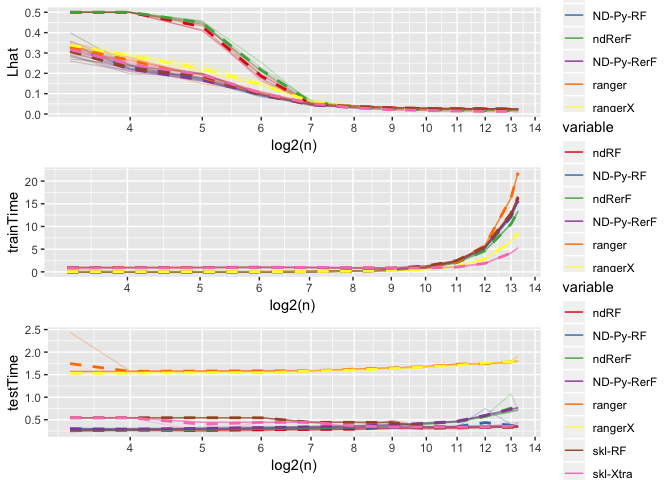 0.5
0.4
0.3
0.2
0.1
0.0
Lhat
4 5 6 7 8 9 10 11 12 13 14
log2(n)
ND-Py-RF
ndRerF
ND-Py-RerF
ranger
rangerX
20
15
10
5
0
trainTime
4 5 6 7 8 9 10 11 12 13 14
log2(n)
variable
ndRF
ND-Py-RF
ndRerF
ND-Py-RerF
ranger
rangerX
2.5
2.0
1.5
1.0
0.5
testTime
4 5 6 7 8 9 10 11 12 13 14
log2(n)
variable
ndRF
ND-Py-RF
ndRerF
ND-Py-RerF
ranger
rangerX
skl-RF
skl-Xtra